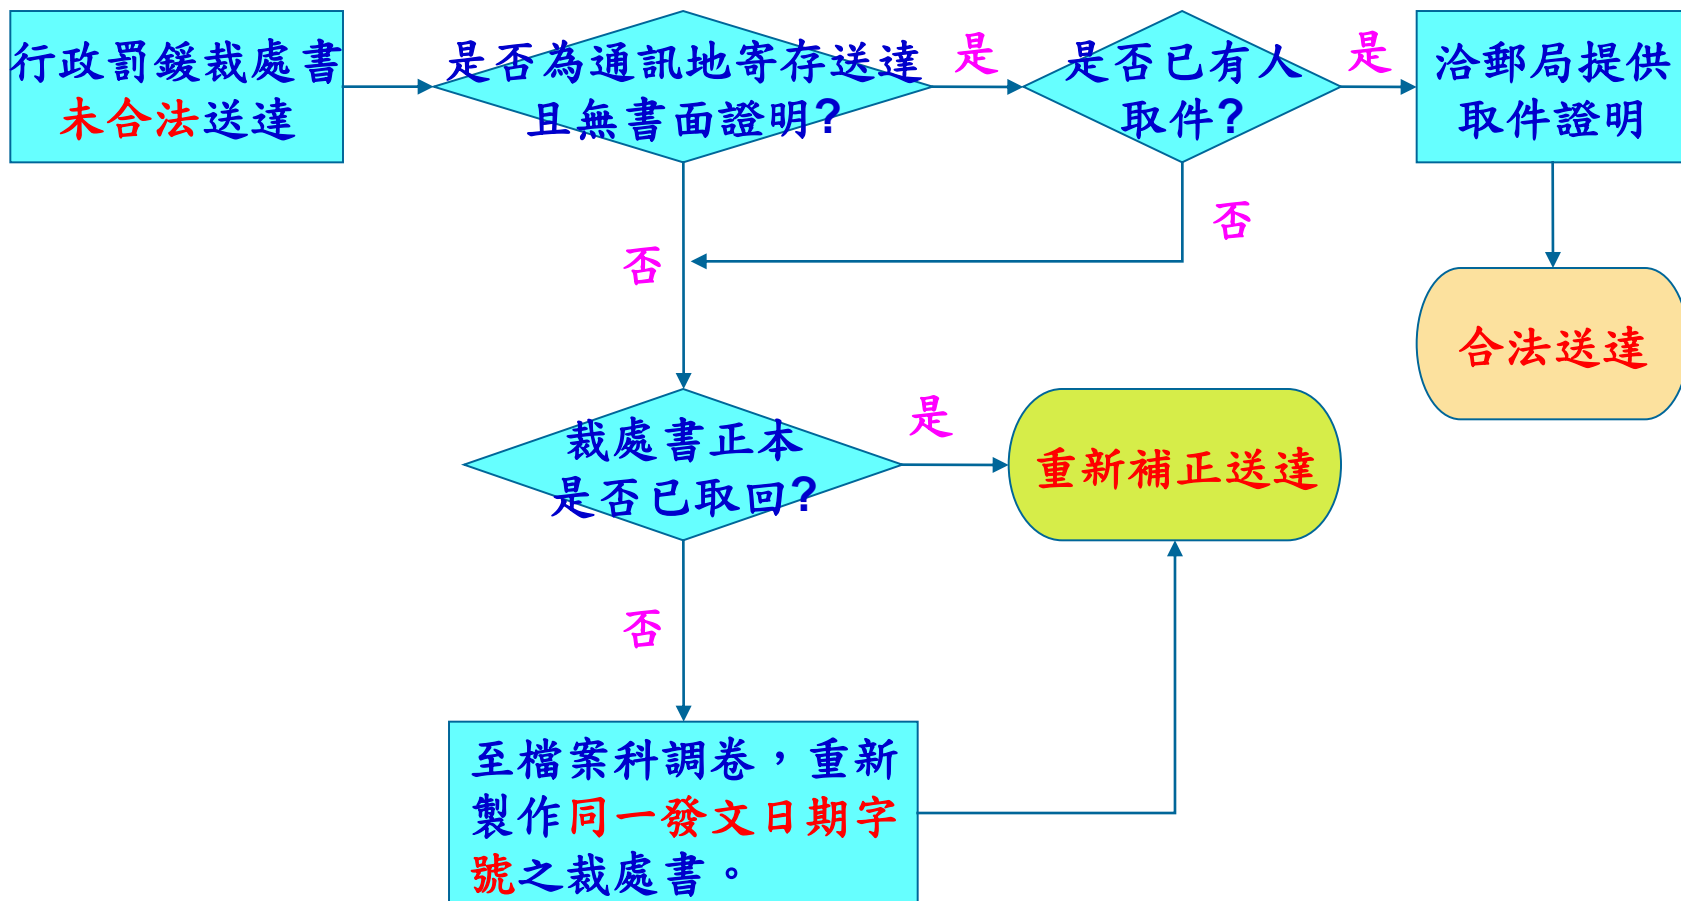 行政罰鍰裁處書
未合法送達
是否為通訊地寄存送達
且無書面證明?
是
是否已有人
取件?
是
洽郵局提供
取件證明
否
否
合法送達
裁處書正本
是否已取回?
是
重新補正送達
否
至檔案科調卷，重新
製作同一發文日期字
號之裁處書。